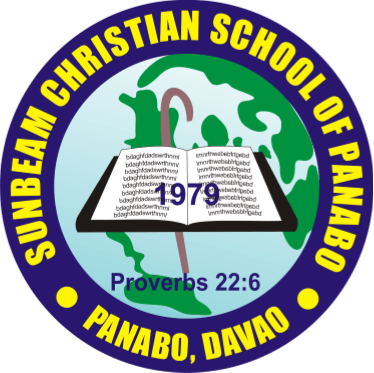 SUNBEAM CHRISTIAN SCHOOL OF PANABO
1979
Proverbs 22:6
PANABO, DAVAO